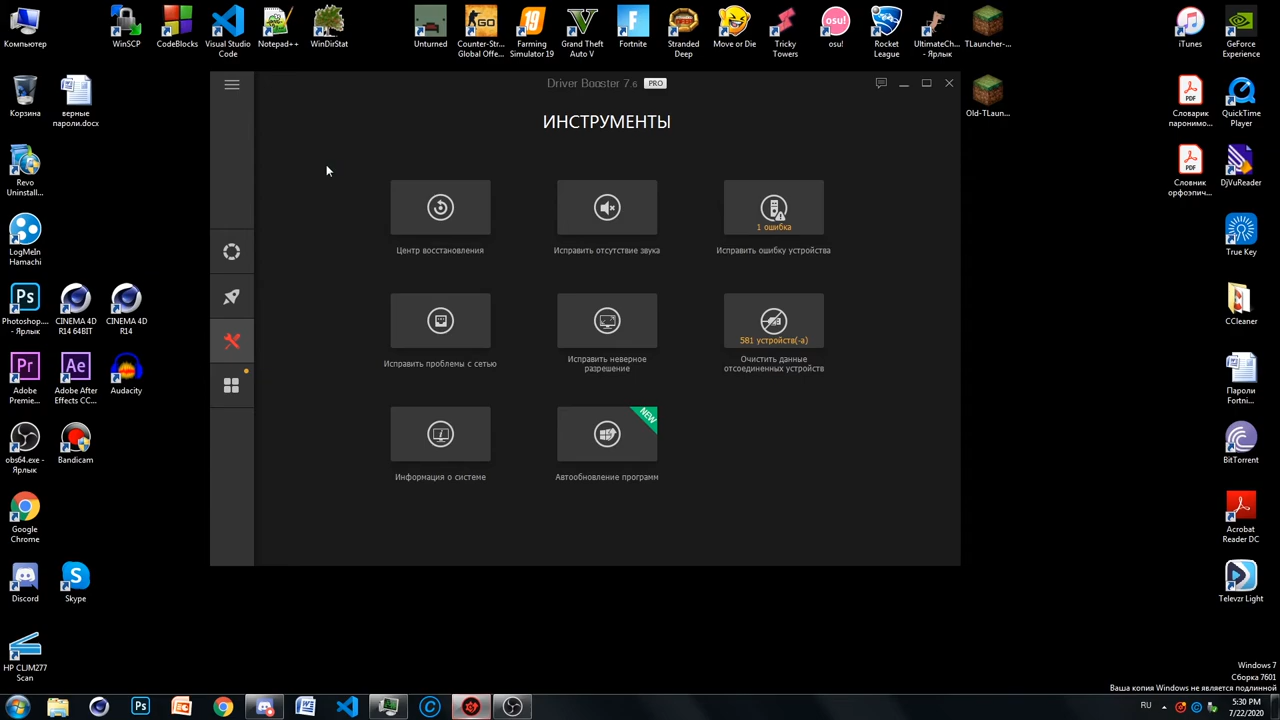 Компьютер
WinSCP
CodeBlocks
Visual Studio
Code
Notepad++
WinDirStat
Unturned
Counter-Str...
Global Offe...
Farming
Simulator 19
Grand Theft
Auto V
Fortnite
Stranded
Deep
Move or Die
Tricky
Towers
osu!
Rocket
League
UltimateCh...
- Ярлык
TLauncher-...
iTunes
GeForce
Experience
Корзина
верные
пароли.docx
Old-TLaun...
Словарик
паронимо...
QuickTime
Player
Revo
Uninstall...
Словник
орфоэпич...
DjVuReader
LogMeIn
Hamachi
True Key
Photoshop....
- Ярлык
CINEMA 4D
R14 64BIT
CINEMA 4D
R14
CCleaner
Adobe
Premie...
Adobe After
Effects CC...
Audacity
Пароли
Fortni...
obs64.exe -
Ярлык
Bandicam
BitTorrent
Google
Chrome
Acrobat
Reader DC
Discord
Skype
Televzr Light
HP CLJM277
Scan
Driver Booster 7.6 PRO
ИНСТРУМЕНТЫ
Центр восстановления
Исправить отсутствие звука
1 ошибка
Исправить ошибку устройства
Исправить проблемы с сетью
Исправить неверное
разрешение
581 устройств(-а)
Очистить данные
отсоединенных устройств
Информация о системе
NEW
Автообновление программ
Windows 7
Сборка 7601
Ваша копия Windows не является подлинной
RU
5:30 PM
7/22/2020